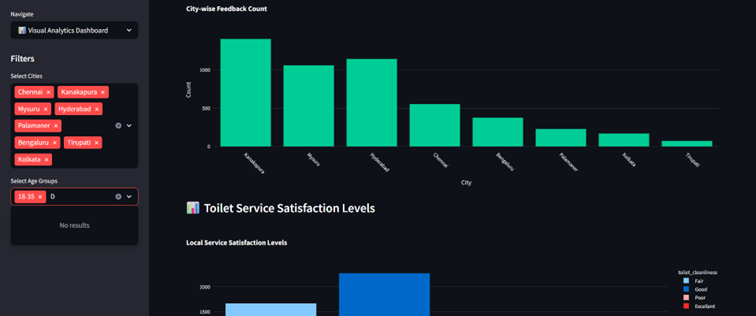 Navigate
📊 Visual Analytics Dashboard
Filters
Select Cities
Chennai × Kanakapura ×
Mysuru × Hyderabad ×
Palamaner ×
Bengaluru × Tirupati ×
Kolkata ×
Select Age Groups
18-35 × D
No results
City-wise Feedback Count
Count
1000
500
0
Kanakapura
Mysuru
Hyderabad
Chennai
Bengaluru
Palamaner
Kolkata
Tirupati
City
📊 Toilet Service Satisfaction Levels
Local Service Satisfaction Levels
2000
1500
toilet_cleanliness
Fair
Good
Poor
Excellent